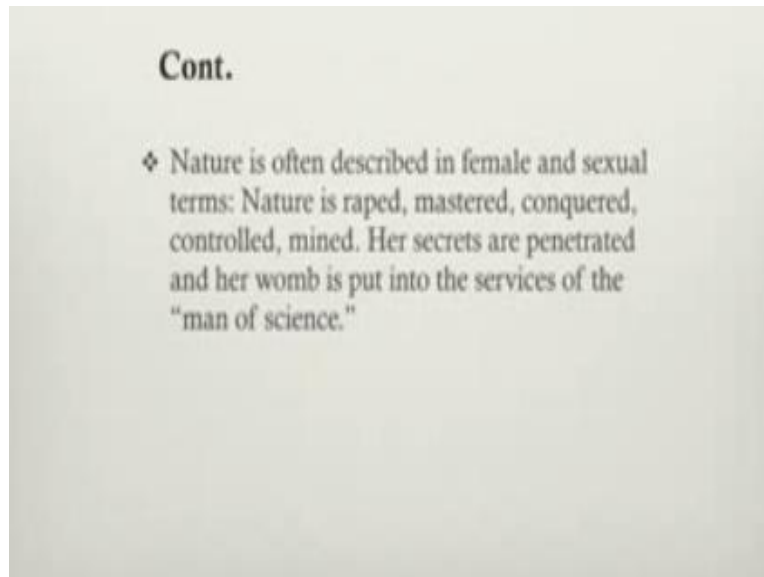 Cont.
❖ Nature is often described in female and sexual
terms: Nature is raped, mastered, conquered,
controlled, mined. Her secrets are penetrated
and her womb is put into the services of the
“man of science.”